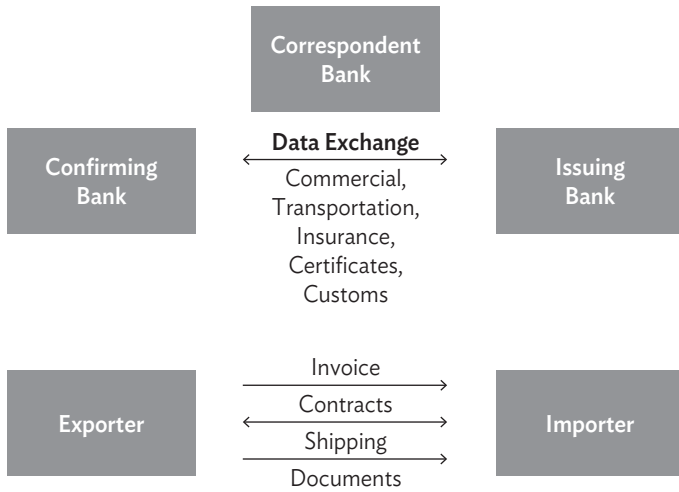 Correspondent
Bank
Confirming
Bank
Data Exchange
Commercial,
Transportation,
Insurance,
Certificates,
Customs
Issuing
Bank
Exporter
Invoice
Contracts
Shipping
Documents
Importer